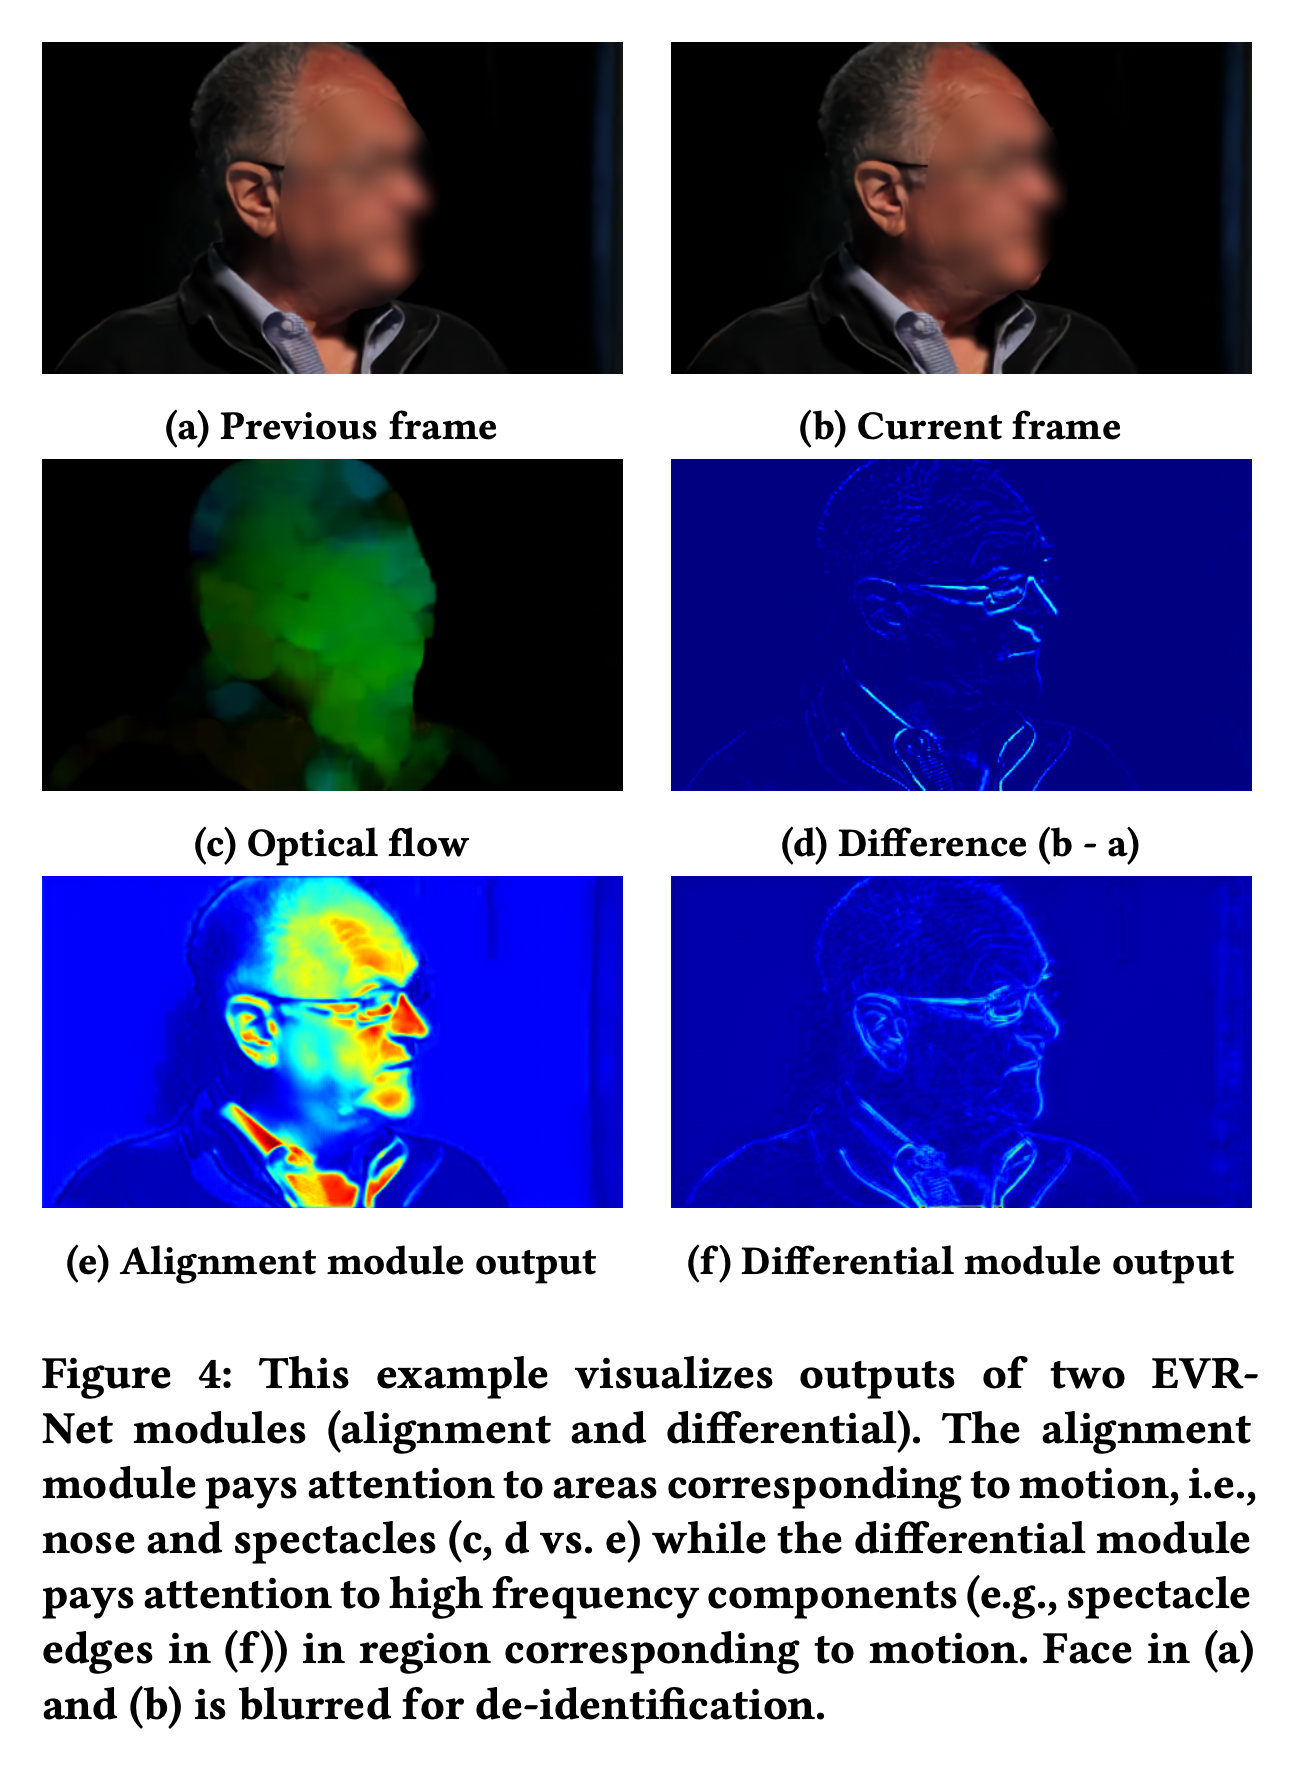 (a) Previous frame
(b) Current frame
(c) Optical flow
(d) Difference (b - a)
(e) Alignment module output
(f) Differential module output
Figure 4: This example visualizes outputs of two EVR-
Net modules (alignment and differential). The alignment
module pays attention to areas corresponding to motion, i.e.,
nose and spectacles (c, d vs. e) while the differential module
pays attention to high frequency components (e.g., spectacle
edges in (f)) in region corresponding to motion. Face in (a)
and (b) is blurred for de-identification.